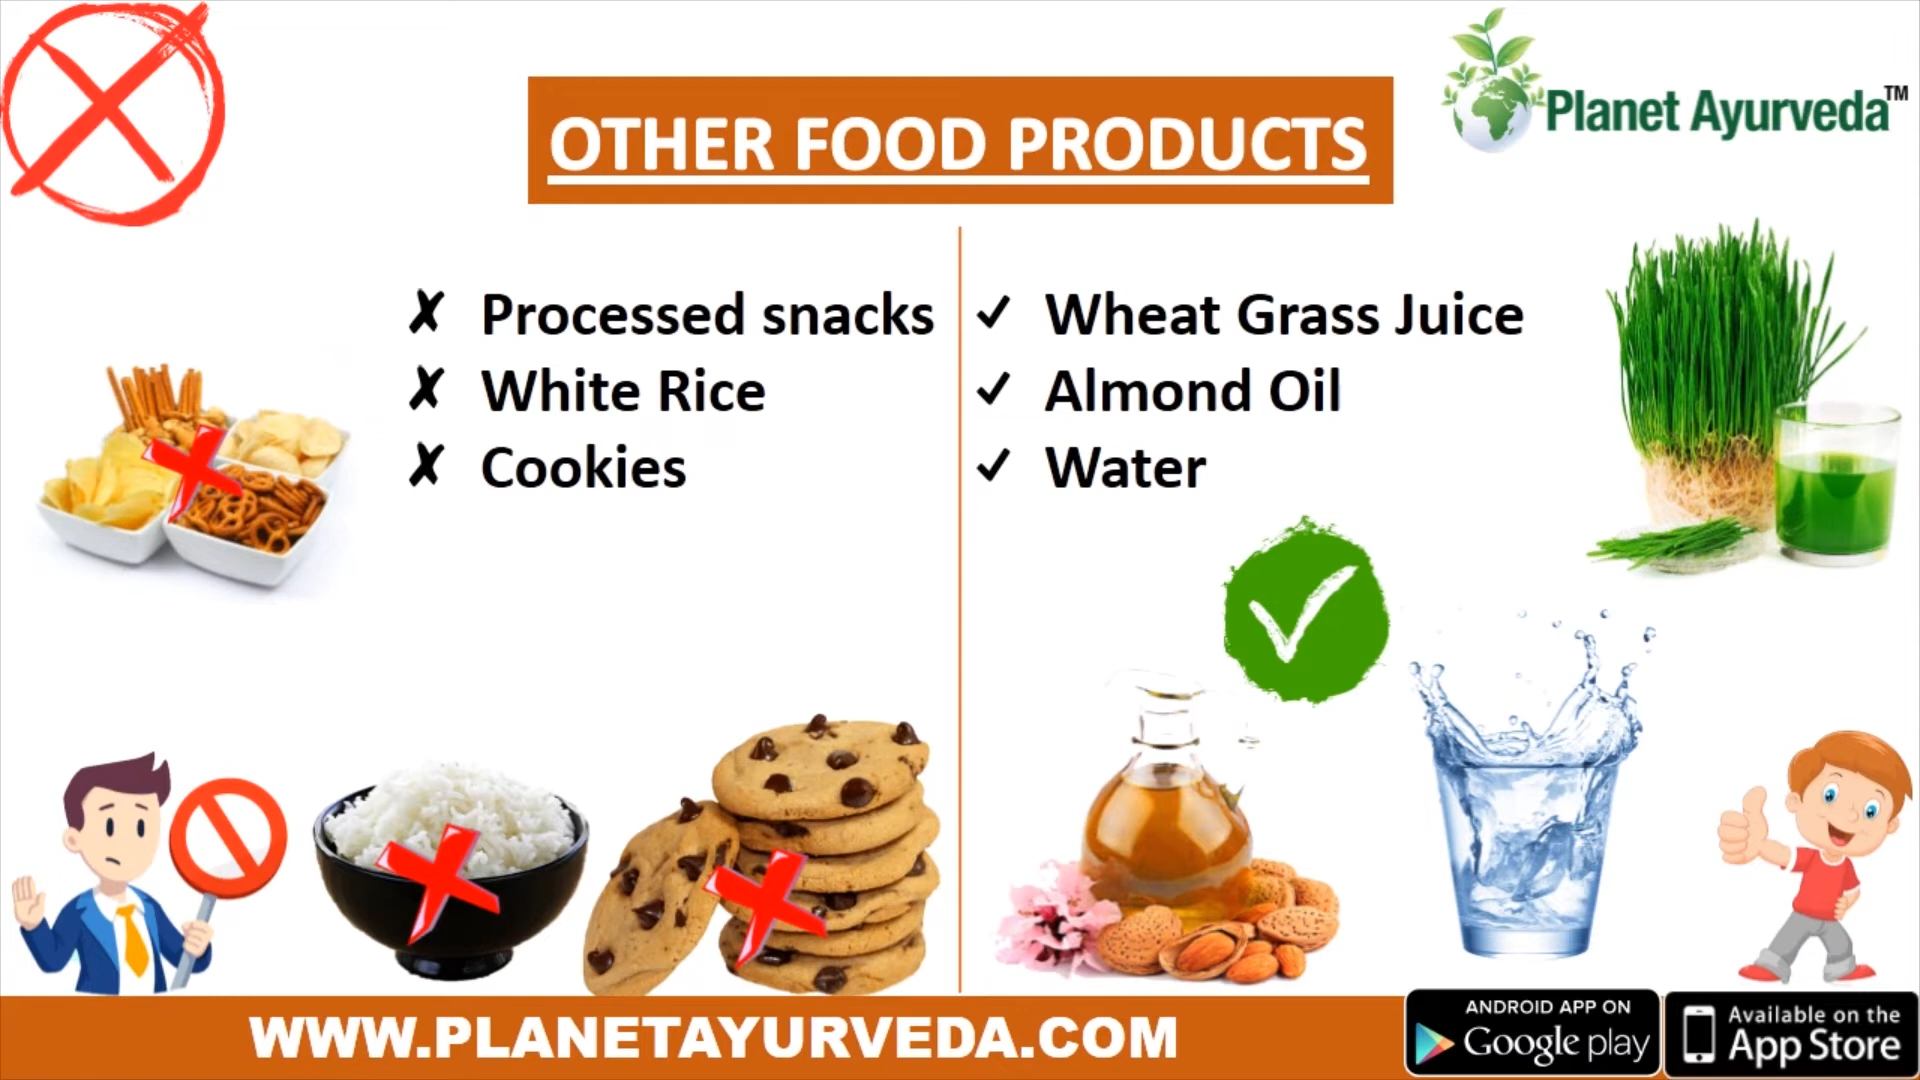 OTHER FOOD PRODUCTS
Planet Ayurveda™
✗ Processed snacks
✗ White Rice
✗ Cookies
✓ Wheat Grass Juice
✓ Almond Oil
✓ Water
WWW.PLANETAYURVEDA.COM
ANDROID APP ON
Google play
Available on the
App Store